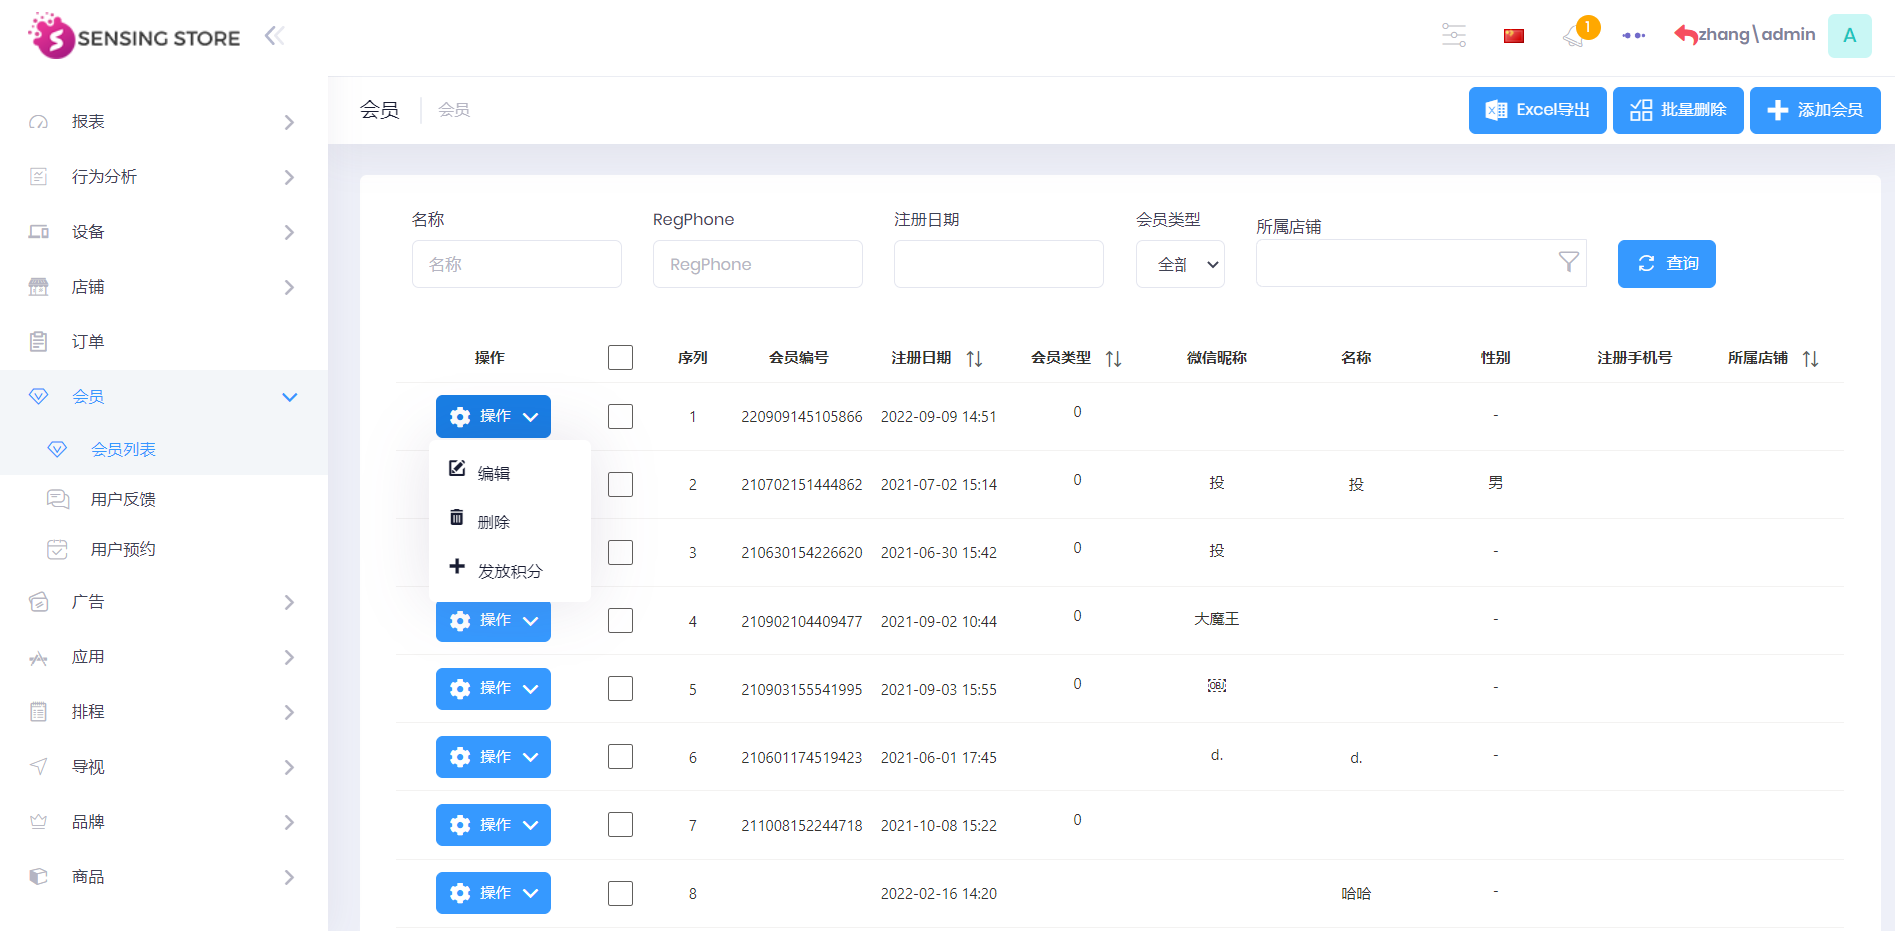 SENSING STORE
1
zhang\admin
A
报表
行为分析
设备
店铺
订单
会员
会员列表
用户反馈
用户预约
广告
应用
排程
导视
品牌
商品
会员 会员
Excel导出 批量删除 添加会员
名称 RegPhone 注册日期 会员类型 所属店铺
名称 RegPhone 全部 查询
操作 序列 会员编号 注册日期 会员类型 微信昵称 名称 性别 注册手机号 所属店铺
操作 1 220909145105866 2022-09-09 14:51 0 -
编辑
删除
发放积分
2 210702151444862 2021-07-02 15:14 0 投 投 男
3 210630154226620 2021-06-30 15:42 0 投 -
操作 4 210902104409477 2021-09-02 10:44 0 大魔王 -
操作 5 210903155541995 2021-09-03 15:55 0 OBJ -
操作 6 210601174519423 2021-06-01 17:45 d. d. -
操作 7 211008152244718 2021-10-08 15:22 0
操作 8 2022-02-16 14:20 哈哈 -